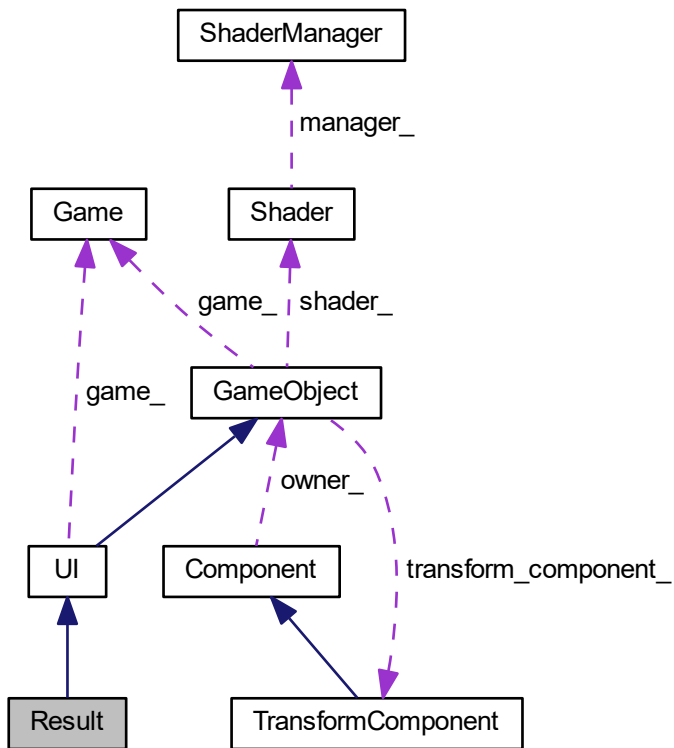 ShaderManager
manager_
Game
Shader
game_
shader_
GameObject
game_
owner_
UI
Component
transform_component_
Result
TransformComponent